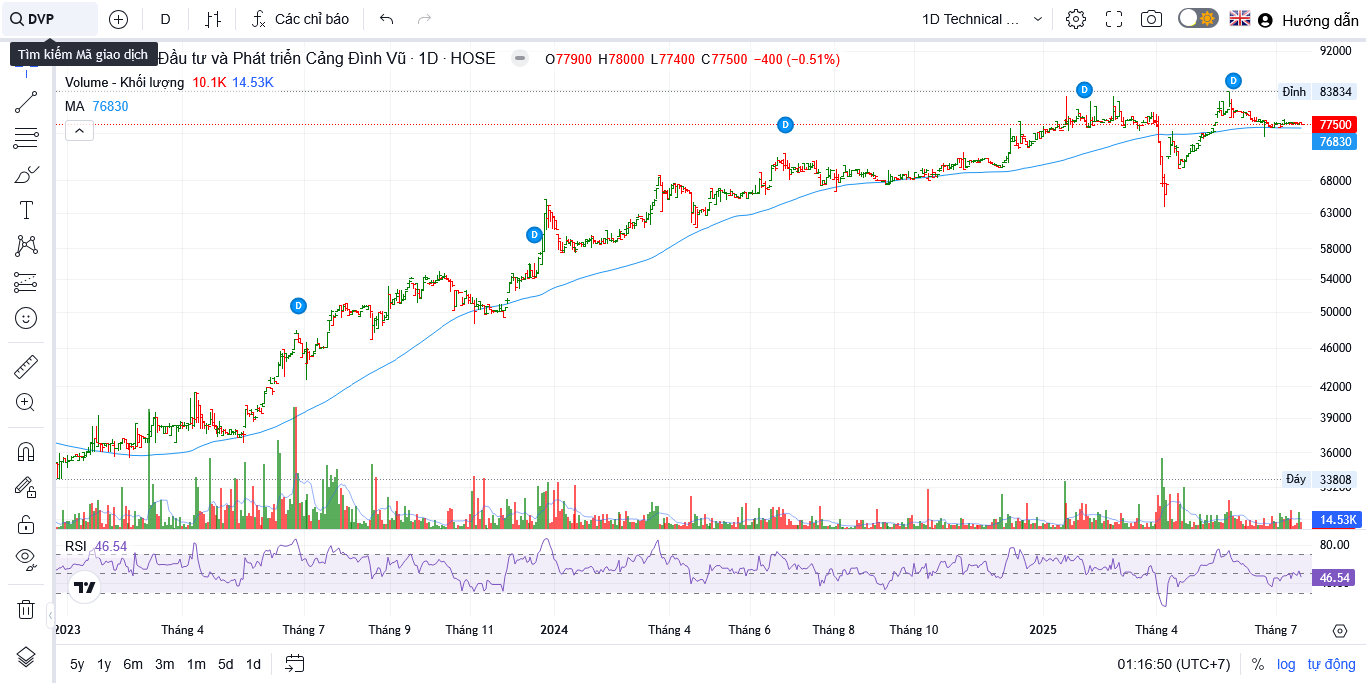 DVP
D
Các chỉ báo
1D Technical ...
Hướng dẫn
Tìm kiếm Mã giao dịch
Đầu tư và Phát triển Cảng Đình Vũ · 1D · HOSE
O77900 H78000 L77400 C77500 −400 (−0.51%)
Volume - Khối lượng 10.1K 14.53K
MA 76830
D
D
D
D
D
92000
Đỉnh 83834
77500
76830
68000
63000
58000
54000
50000
46000
42000
39000
36000
Đáy 33808
14.53K
RSI 46.54
80.00
46.54
2023
Tháng 4
Tháng 7
Tháng 9
Tháng 11
2024
Tháng 4
Tháng 6
Tháng 8
Tháng 10
2025
Tháng 4
Tháng 7
5y 1y 6m 3m 1m 5d 1d
01:16:50 (UTC+7)
% log tự động